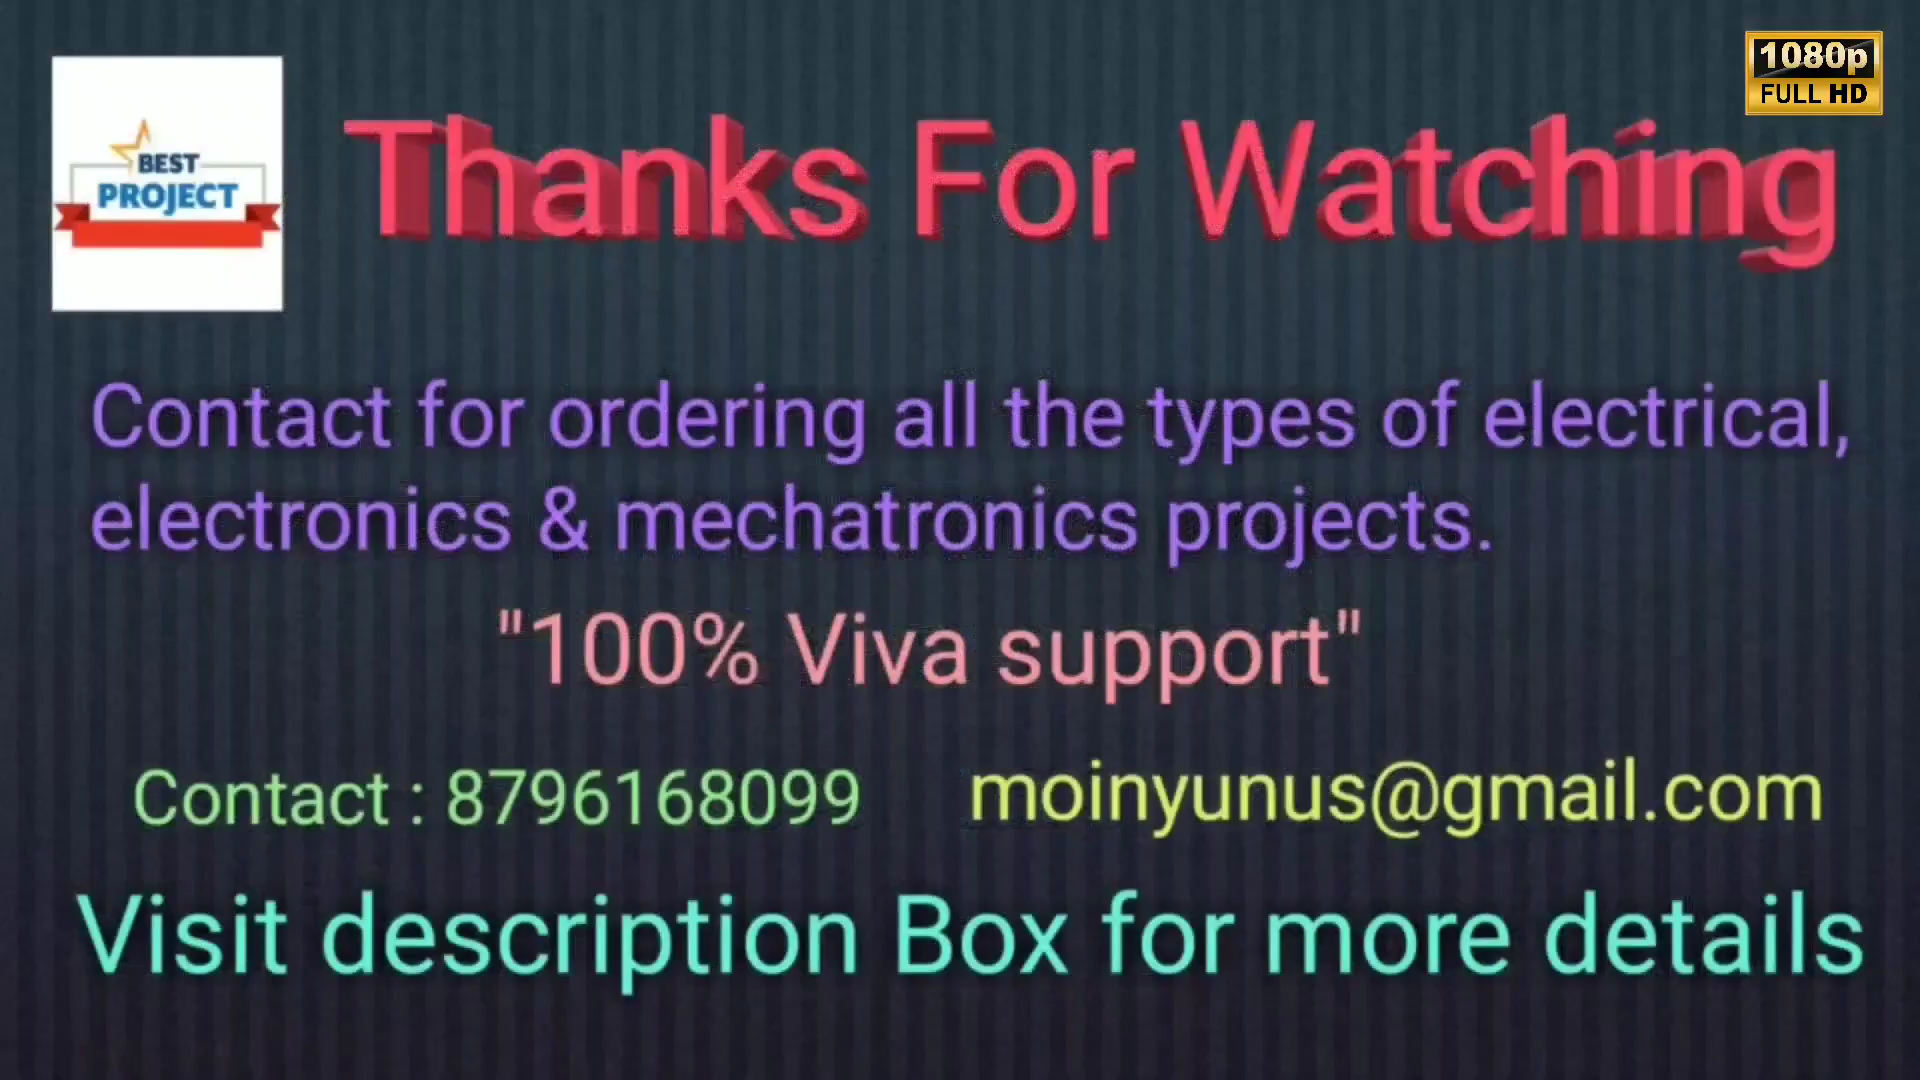 1080p
FULL HD
BEST
PROJECT
Thanks For Watching
Contact for ordering all the types of electrical,
electronics & mechatronics projects.
"100% Viva support"
Contact : 8796168099
moinyunus@gmail.com
Visit description Box for more details